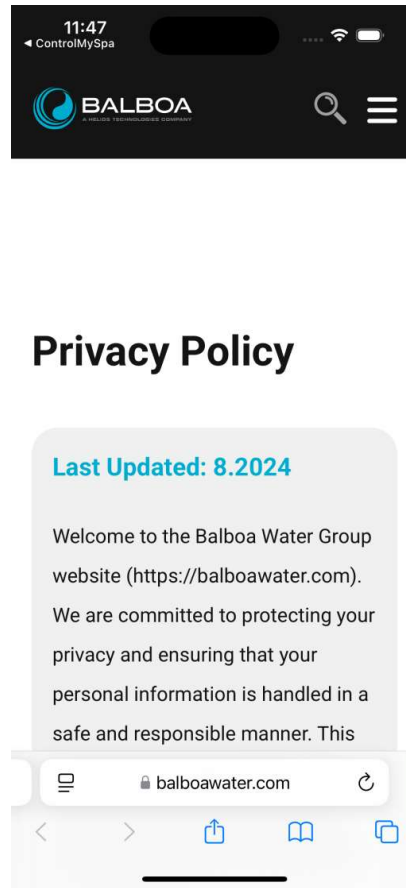 11:47
◀ ControlMySpa
BALBOA
A HELIOS TECHNOLOGIES COMPANY
Privacy Policy
Last Updated: 8.2024
Welcome to the Balboa Water Group
website (https://balboawater.com).
We are committed to protecting your
privacy and ensuring that your
personal information is handled in a
safe and responsible manner. This
balboawater.com